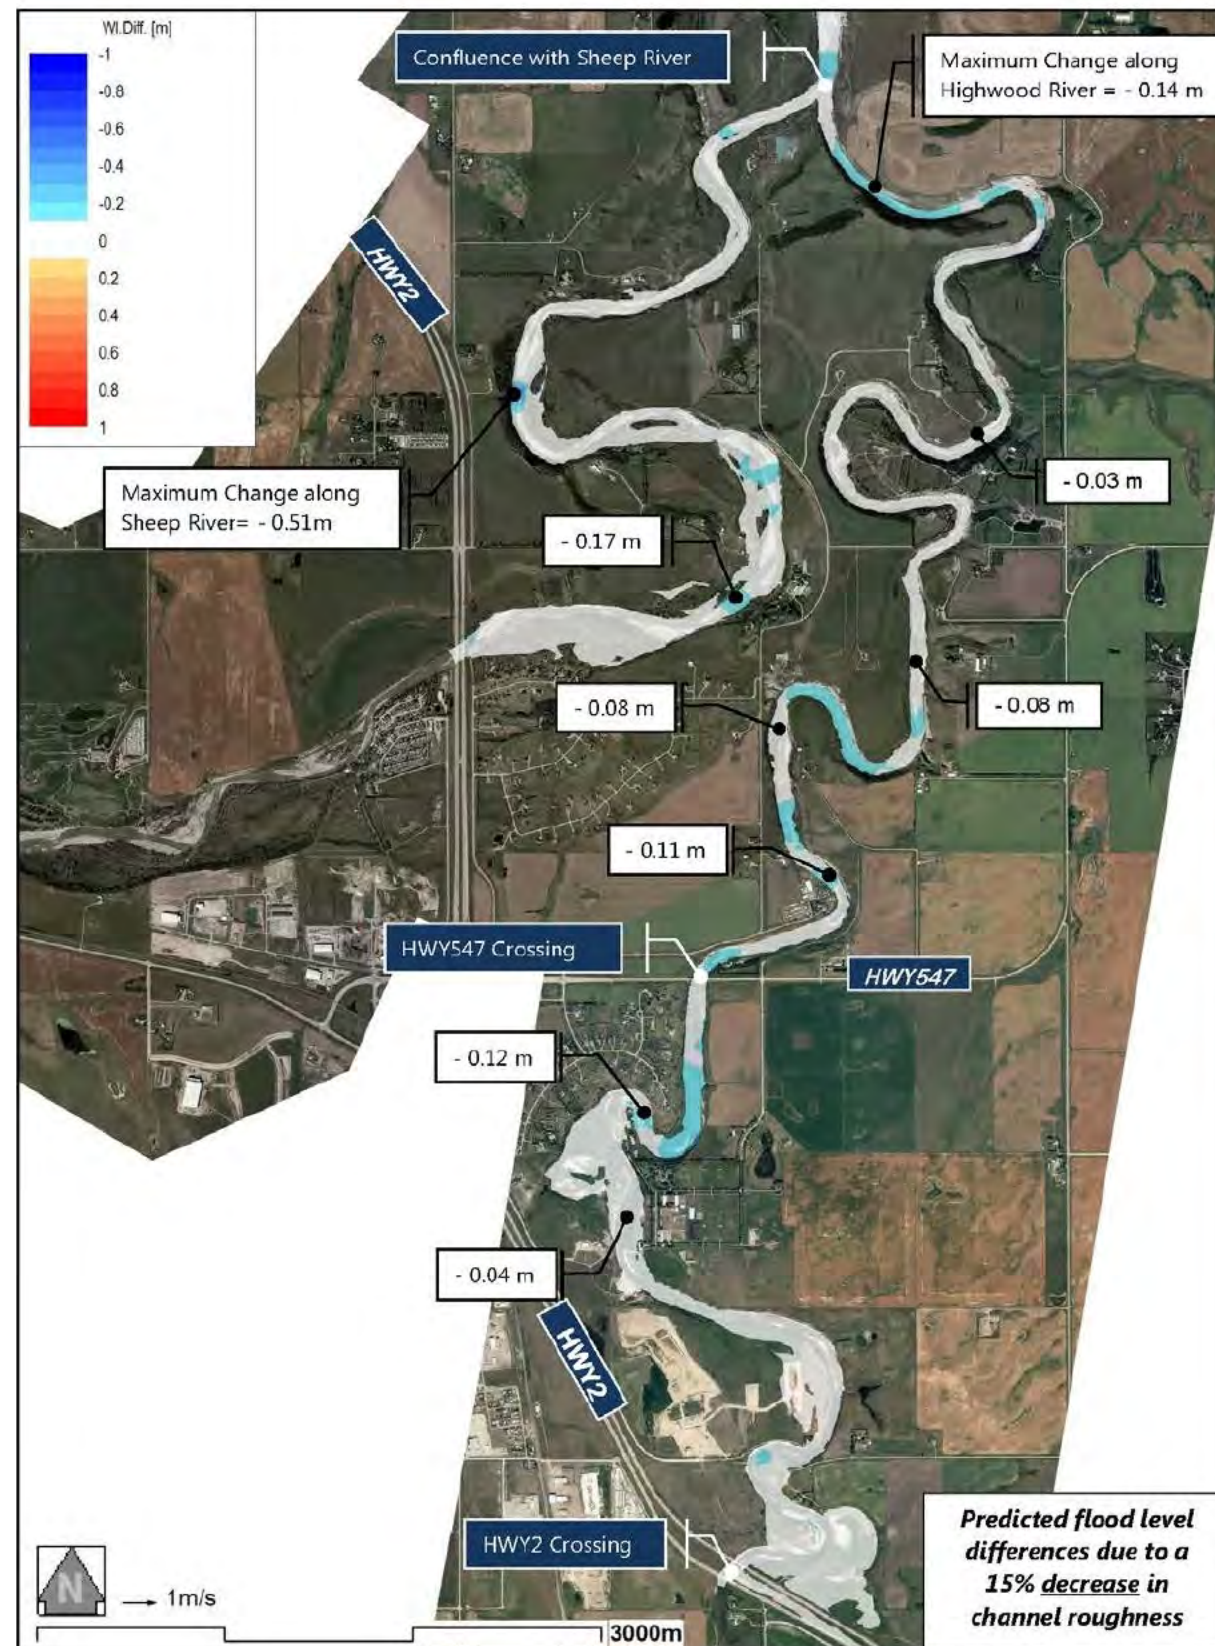 Wl.Diff. [m]
-1
-0.8
-0.6
-0.4
-0.2
0
0.2
0.4
0.6
0.8
1
Confluence with Sheep River
Maximum Change along
Highwood River = - 0.14 m
HWY2
Maximum Change along
Sheep River= - 0.51m
- 0.03 m
- 0.17 m
- 0.08 m
- 0.08 m
- 0.11 m
HWY547 Crossing
HWY547
- 0.12 m
- 0.04 m
HWY2
HWY2 Crossing
N
1m/s
3000m
Predicted flood level
differences due to a
15% decrease in
channel roughness